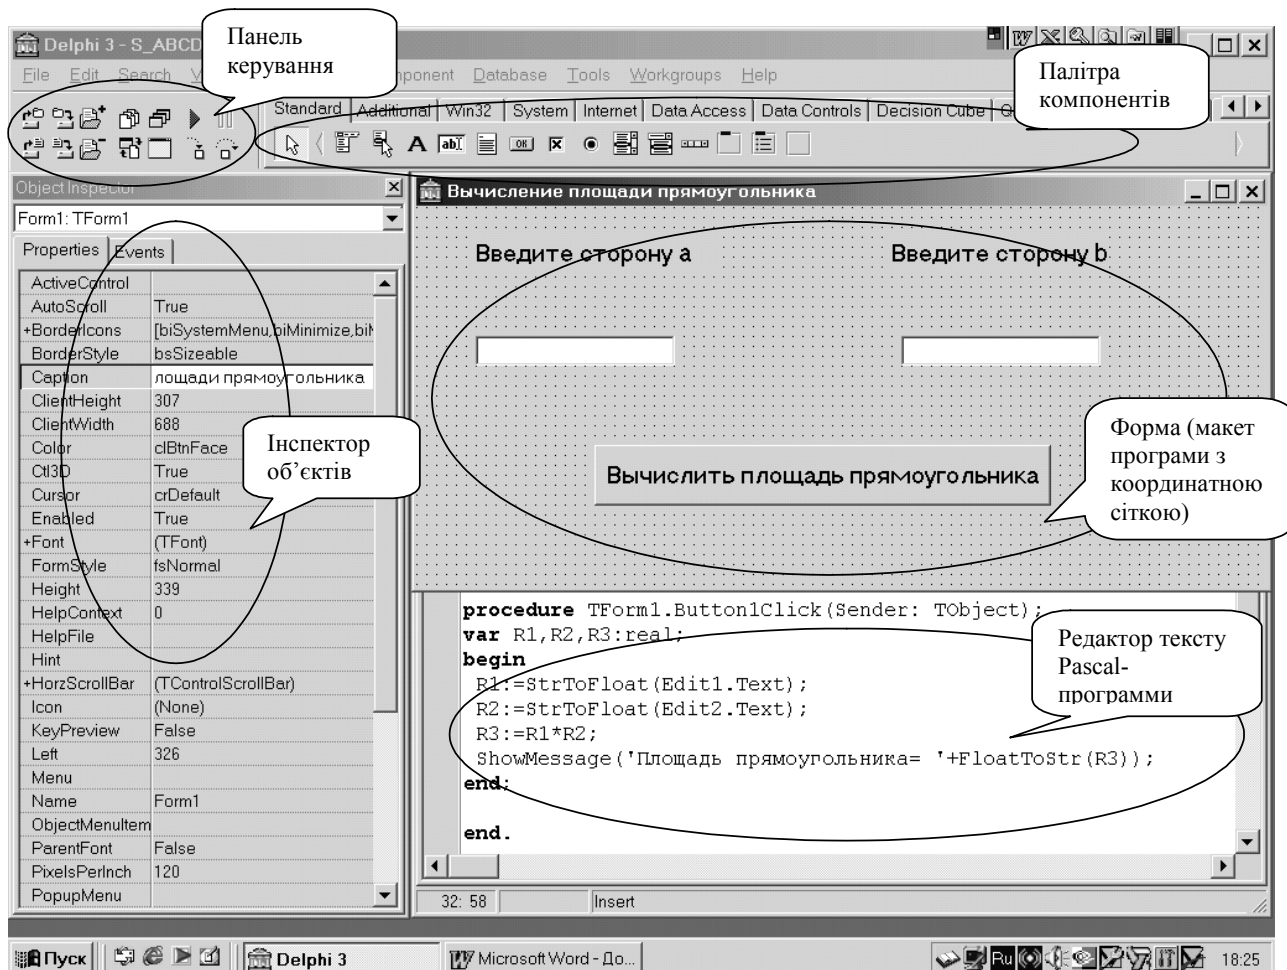 Delphi 3 - S_ABCD
Панель
керування
File Edit Search V ponent Database Tools Workgroups Help
Палітра
компонентів
Standard Additional Win32 System Internet Data Access Data Controls Decision Cube Q
Object Inspector
Form1: TForm1
Properties Events
ActiveControl
AutoScroll True
+BorderIcons [biSystemMenu,biMinimize,biM
BorderStyle bsSizeable
Caption лощади прямоугольника
ClientHeight 307
ClientWidth 688
Color clBtnFace
Ctl3D True
Cursor crDefault
Enabled True
+Font (TFont)
FormStyle fsNormal
Height 339
HelpContext 0
HelpFile
Hint
+HorzScrollBar (TControlScrollBar)
Icon (None)
KeyPreview False
Left 326
Menu
Name Form1
ObjectMenuItem
ParentFont False
PixelsPerInch 120
PopupMenu
Інспектор
об’єктів
Вычисление площади прямоугольника
Введите сторону a Введите сторону b
Вычислить площадь прямоугольника
Форма (макет
програми з
координатною
сіткою)
procedure TForm1.Button1Click(Sender: TObject);
var R1,R2,R3:real;
begin
R1:=StrToFloat(Edit1.Text);
R2:=StrToFloat(Edit2.Text);
R3:=R1*R2;
ShowMessage('Площадь прямоугольника= '+FloatToStr(R3));
end;
end.
Редактор тексту
Pascal-
программи
32: 58 Insert
Пуск Delphi 3 Microsoft Word - До... Ru 18:25